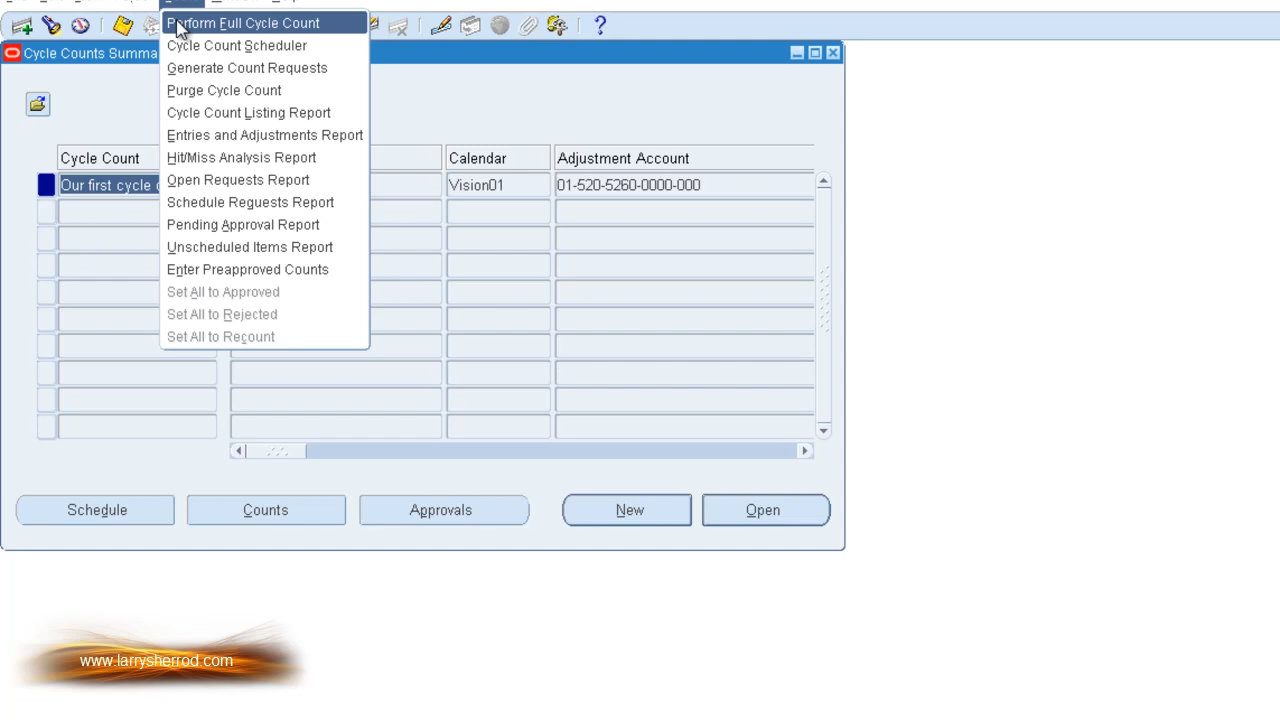 Perform Full Cycle Count
Cycle Counts Summa
Cycle Count Scheduler
Generate Count Requests
Purge Cycle Count
Cycle Count Listing Report
Entries and Adjustments Report
Hit/Miss Analysis Report
Open Requests Report
Schedule Requests Report
Pending Approval Report
Unscheduled Items Report
Enter Preapproved Counts
Set All to Approved
Set All to Rejected
Set All to Recount
Cycle Count Calendar Adjustment Account
Our first cycle Vision01 01-520-5260-0000-000
Schedule Counts Approvals New Open
www.larrysherrod.com